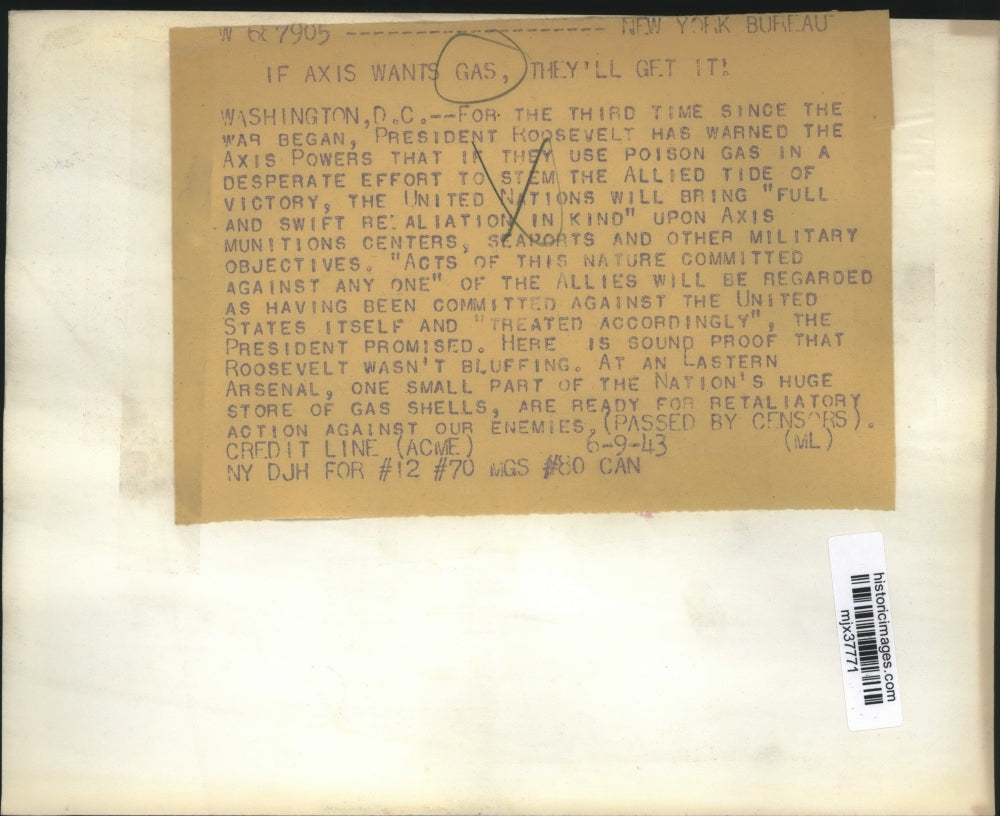 W 687905 -------------------- NEW YORK BUREAU
IF AXIS WANTS GAS, THEY'LL GET IT!
WASHINGTON, D.C.--FOR THE THIRD TIME SINCE THE
WAR BEGAN, PRESIDENT ROOSEVELT HAS WARNED THE
AXIS POWERS THAT IF THEY USE POISON GAS IN A
DESPERATE EFFORT TO STEM THE ALLIED TIDE OF
VICTORY, THE UNITED NATIONS WILL BRING "FULL
AND SWIFT RETALIATION IN KIND" UPON AXIS
MUNITIONS CENTERS, SEAPORTS AND OTHER MILITARY
OBJECTIVES. "ACTS OF THIS NATURE COMMITTED
AGAINST ANY ONE" OF THE ALLIES WILL BE REGARDED
AS HAVING BEEN COMMITTED AGAINST THE UNITED
STATES ITSELF AND "TREATED ACCORDINGLY", THE
PRESIDENT PROMISED. HERE IS SOUND PROOF THAT
ROOSEVELT WASN'T BLUFFING. AT AN EASTERN
ARSENAL, ONE SMALL PART OF THE NATION'S HUGE
STORE OF GAS SHELLS, ARE READY FOR RETALIATORY
ACTION AGAINST OUR ENEMIES. (PASSED BY CENSORS).
CREDIT LINE (ACME) 6-9-43 (ML)
NY DJH FOR #12 #70 MGS #80 CAN
historicimages.com
mjx37771